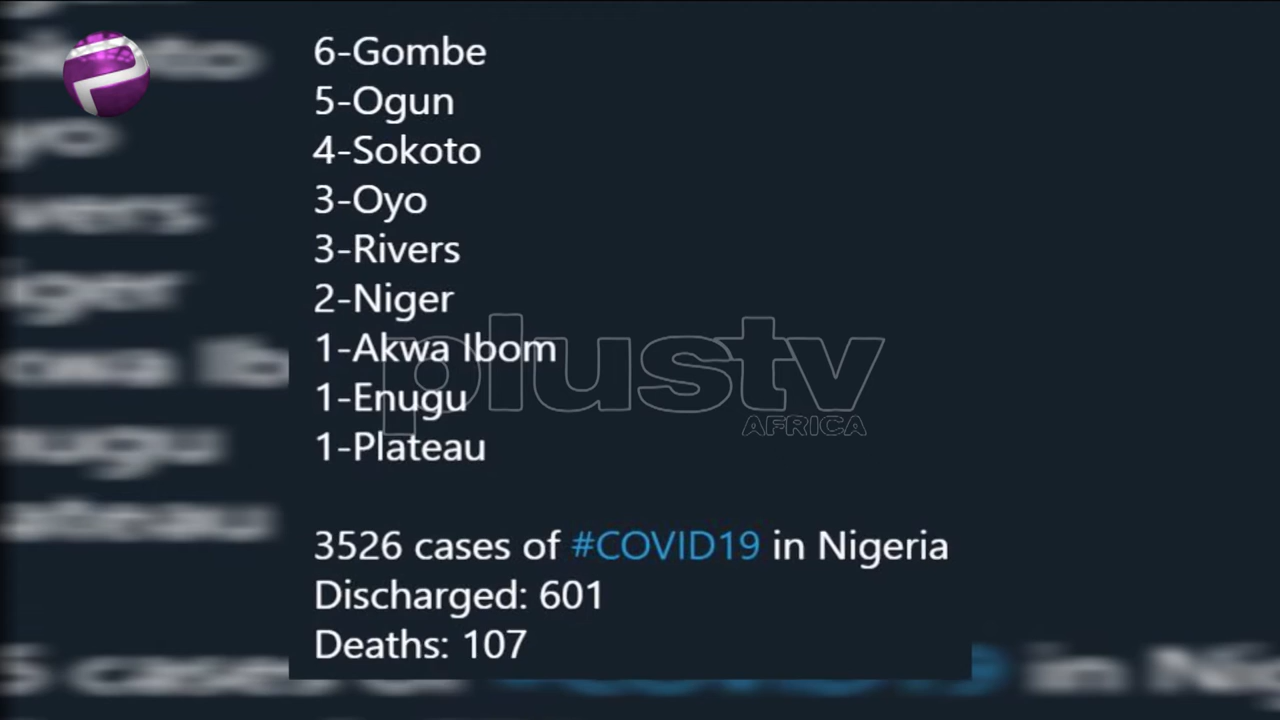 6-Gombe
5-Ogun
4-Sokoto
3-Oyo
3-Rivers
2-Niger
1-Akwa Ibom
1-Enugu
1-Plateau
plustv
AFRICA
3526 cases of #COVID19 in Nigeria
Discharged: 601
Deaths: 107